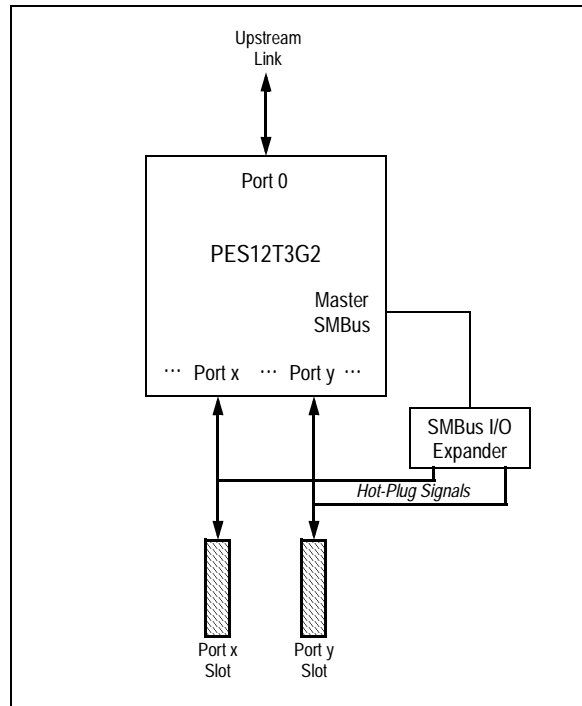 Upstream
Link
Port 0
PES12T3G2
Master
SMBus
··· Port x ··· Port y ···
SMBus I/O
Expander
Hot-Plug Signals
Port x
Slot
Port y
Slot